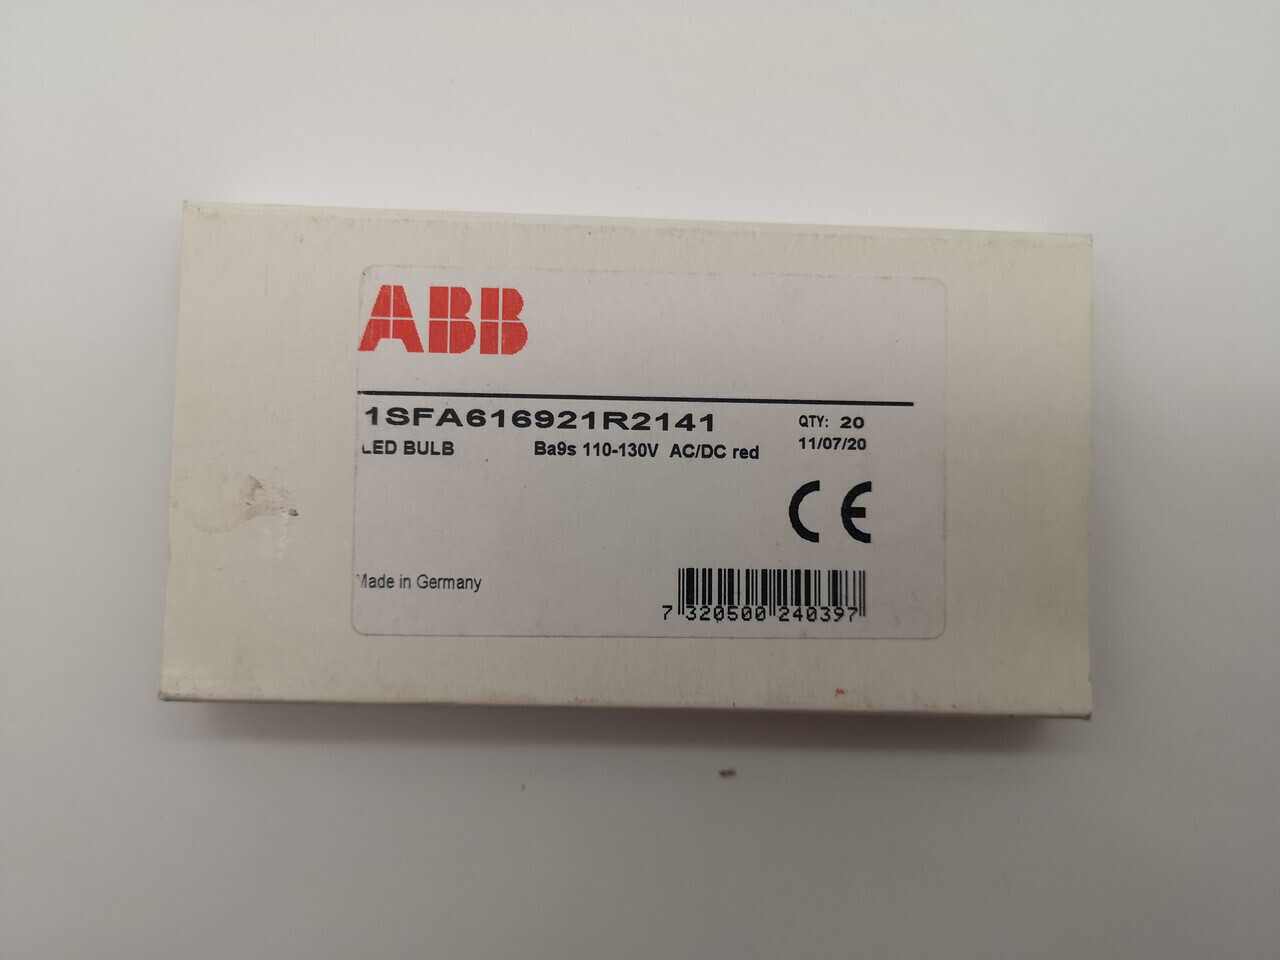 ABB
1SFA616921R2141
QTY: 20
LED BULB Ba9s 110-130V AC/DC red
11/07/20
CE
Made in Germany
7 320500 240397